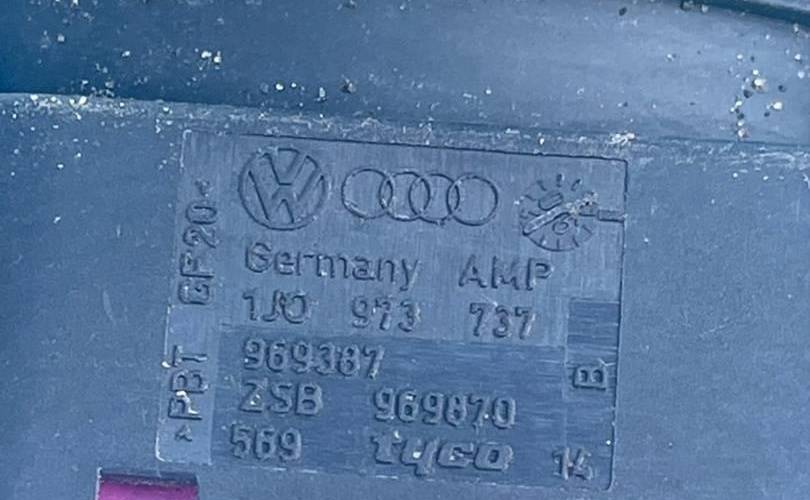 Germany AMP
1J0 973 737
969387
B
ZSB 969870
569 tyco 14
>PBT GF20<